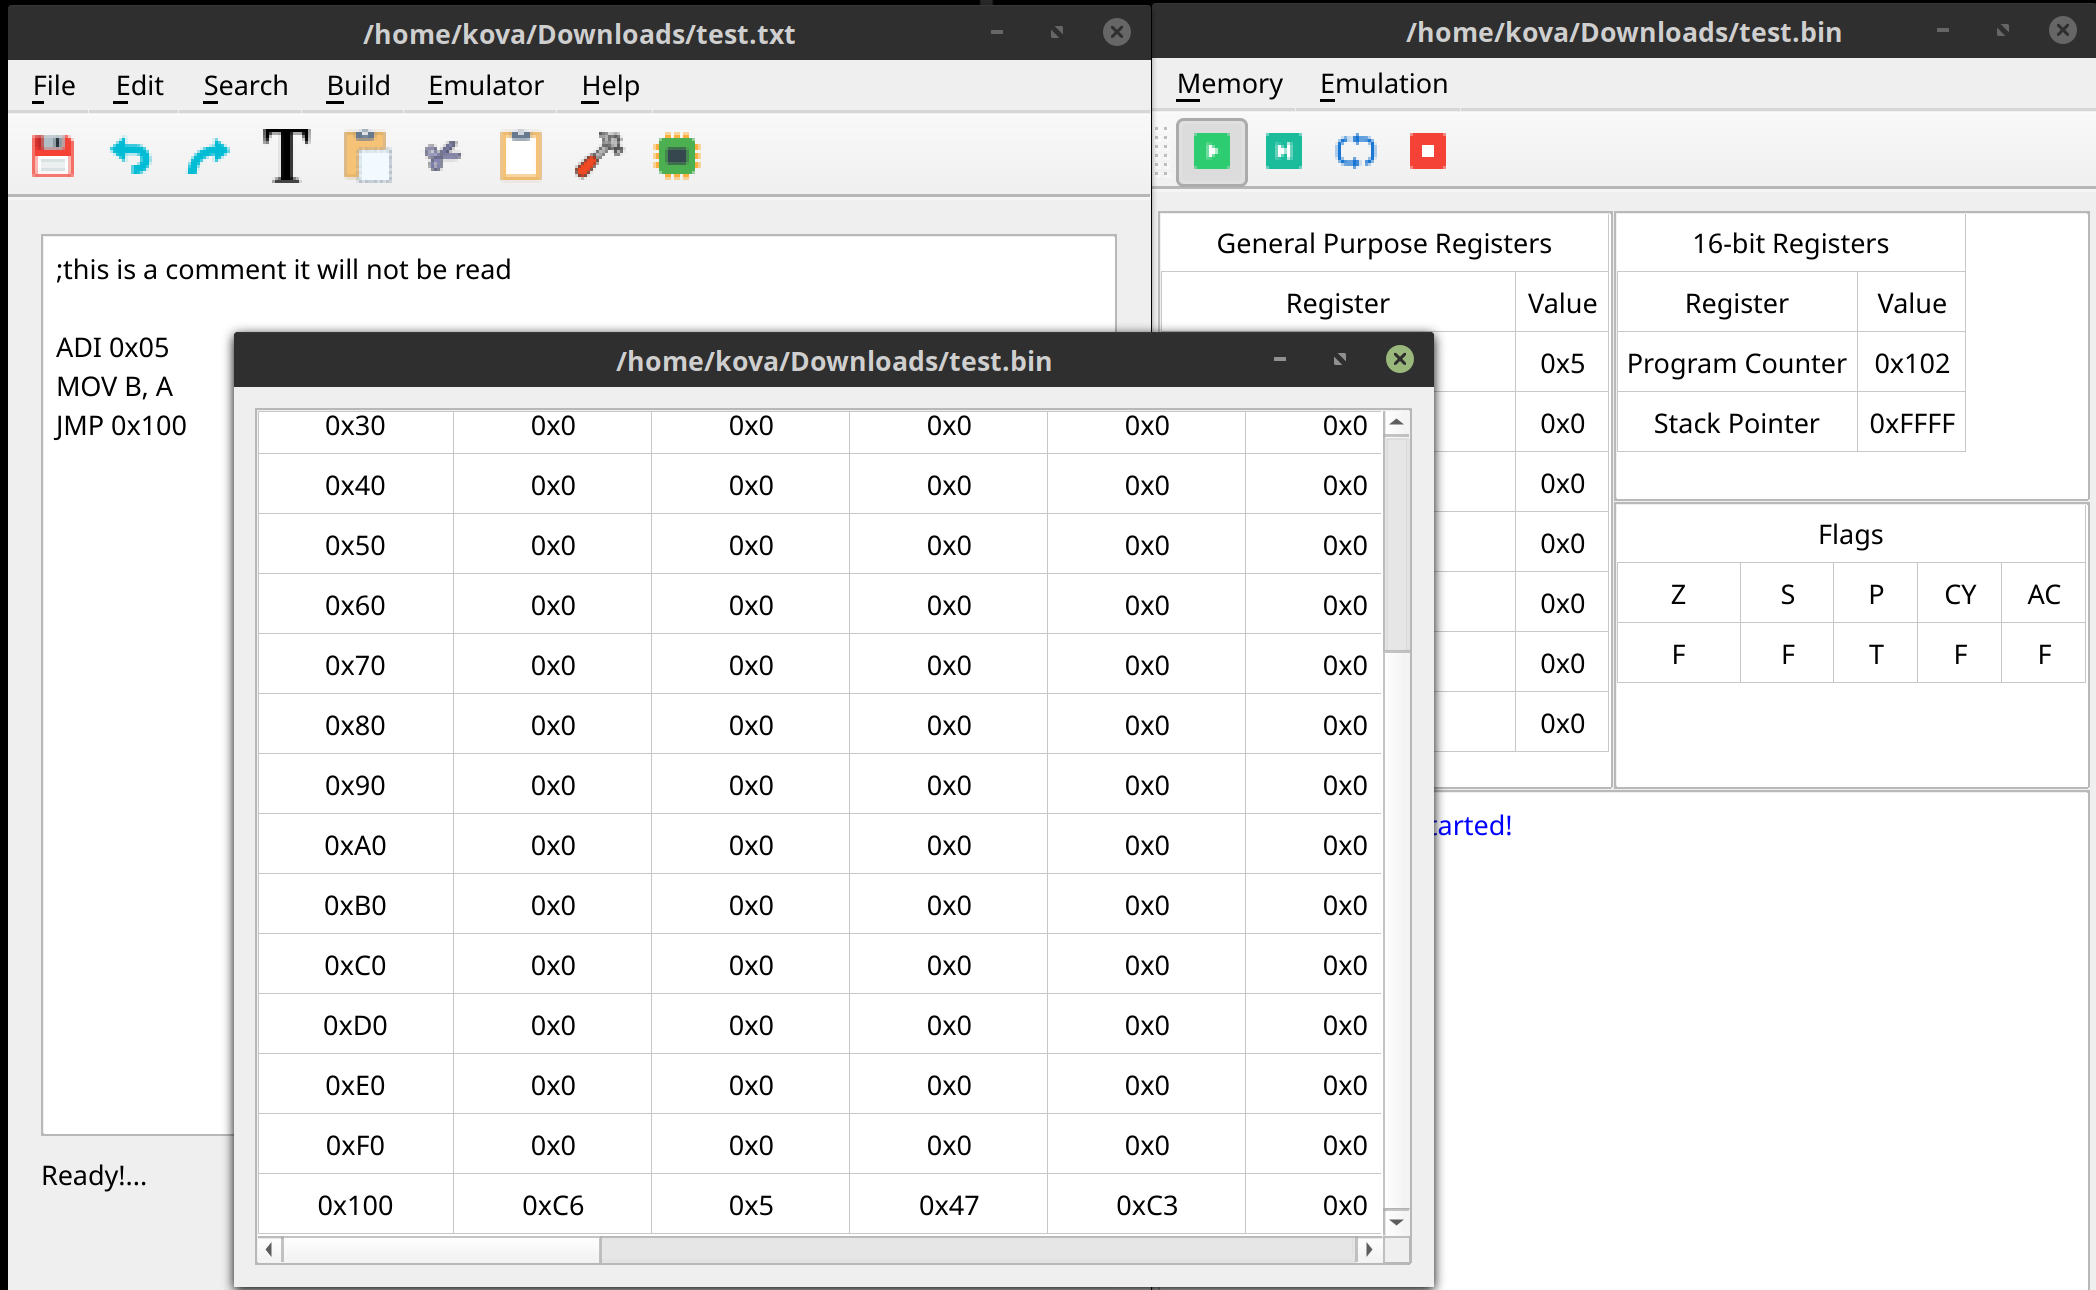 /home/kova/Downloads/test.txt
File Edit Search Build Emulator Help
;this is a comment it will not be read
ADI 0x05
MOV B, A
JMP 0x100
Ready!...
/home/kova/Downloads/test.bin
Memory Emulation
General Purpose Registers
Register Value
0x5
0x0
0x0
0x0
0x0
0x0
0x0
16-bit Registers
Register Value
Program Counter 0x102
Stack Pointer 0xFFFF
Flags
Z S P CY AC
F F T F F
tarted!
/home/kova/Downloads/test.bin
0x30 0x0 0x0 0x0 0x0 0x0
0x40 0x0 0x0 0x0 0x0 0x0
0x50 0x0 0x0 0x0 0x0 0x0
0x60 0x0 0x0 0x0 0x0 0x0
0x70 0x0 0x0 0x0 0x0 0x0
0x80 0x0 0x0 0x0 0x0 0x0
0x90 0x0 0x0 0x0 0x0 0x0
0xA0 0x0 0x0 0x0 0x0 0x0
0xB0 0x0 0x0 0x0 0x0 0x0
0xC0 0x0 0x0 0x0 0x0 0x0
0xD0 0x0 0x0 0x0 0x0 0x0
0xE0 0x0 0x0 0x0 0x0 0x0
0xF0 0x0 0x0 0x0 0x0 0x0
0x100 0xC6 0x5 0x47 0xC3 0x0